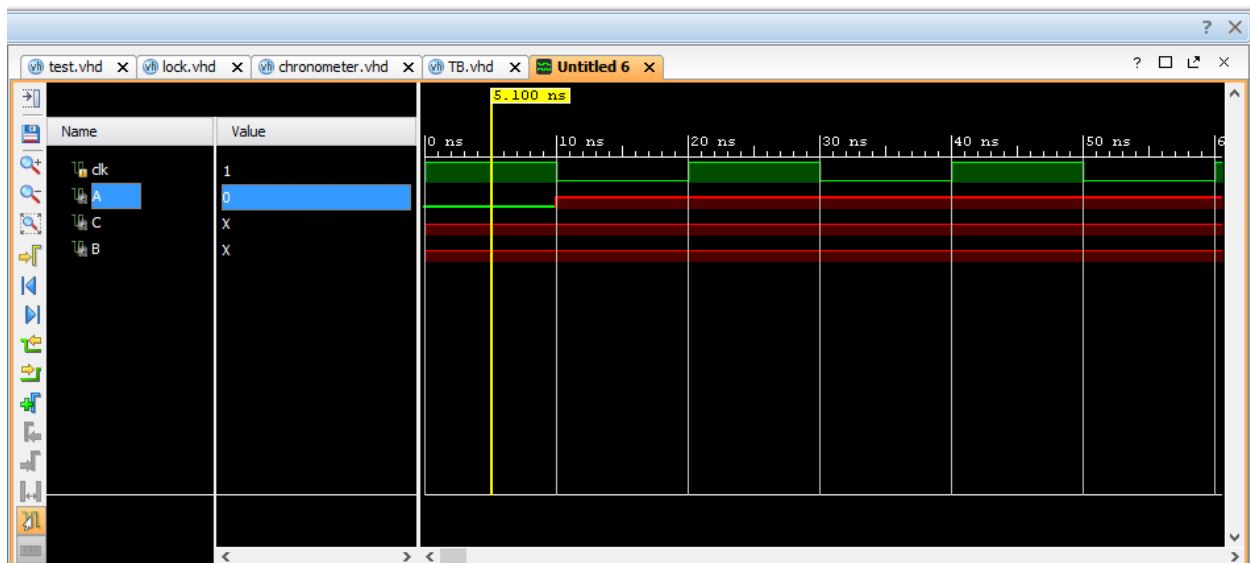 ? ×
test.vhd × lock.vhd × chronometer.vhd × TB.vhd × Untitled 6 × ? ×
5.100 ns
Name Value
0 ns 10 ns 20 ns 30 ns 40 ns 50 ns 6
clk 1
A 0
C X
B X